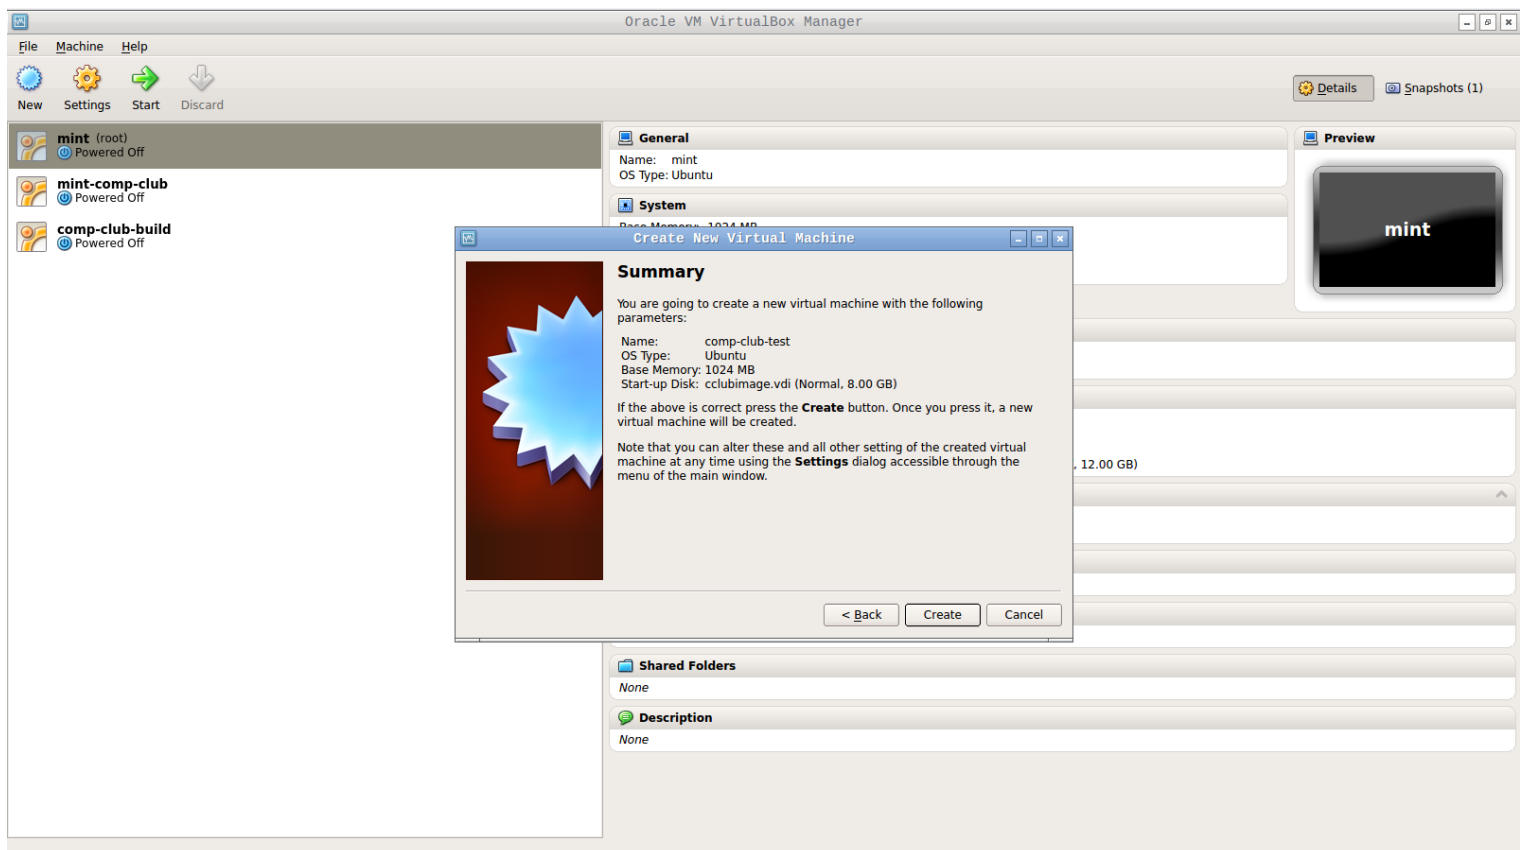 Oracle VM VirtualBox Manager
File Machine Help
New Settings Start Discard
Details Snapshots (1)
mint (root)
Powered Off
mint-comp-club
Powered Off
comp-club-build
Powered Off
General
Name: mint
OS Type: Ubuntu
System
Base Memory: 1024 MB
Preview
mint
Create New Virtual Machine
Summary
You are going to create a new virtual machine with the following
parameters:
Name: comp-club-test
OS Type: Ubuntu
Base Memory: 1024 MB
Start-up Disk: cclubimage.vdi (Normal, 8.00 GB)
If the above is correct press the Create button. Once you press it, a new
virtual machine will be created.
Note that you can alter these and all other setting of the created virtual
machine at any time using the Settings dialog accessible through the
menu of the main window.
< Back Create Cancel
, 12.00 GB)
Shared Folders
None
Description
None